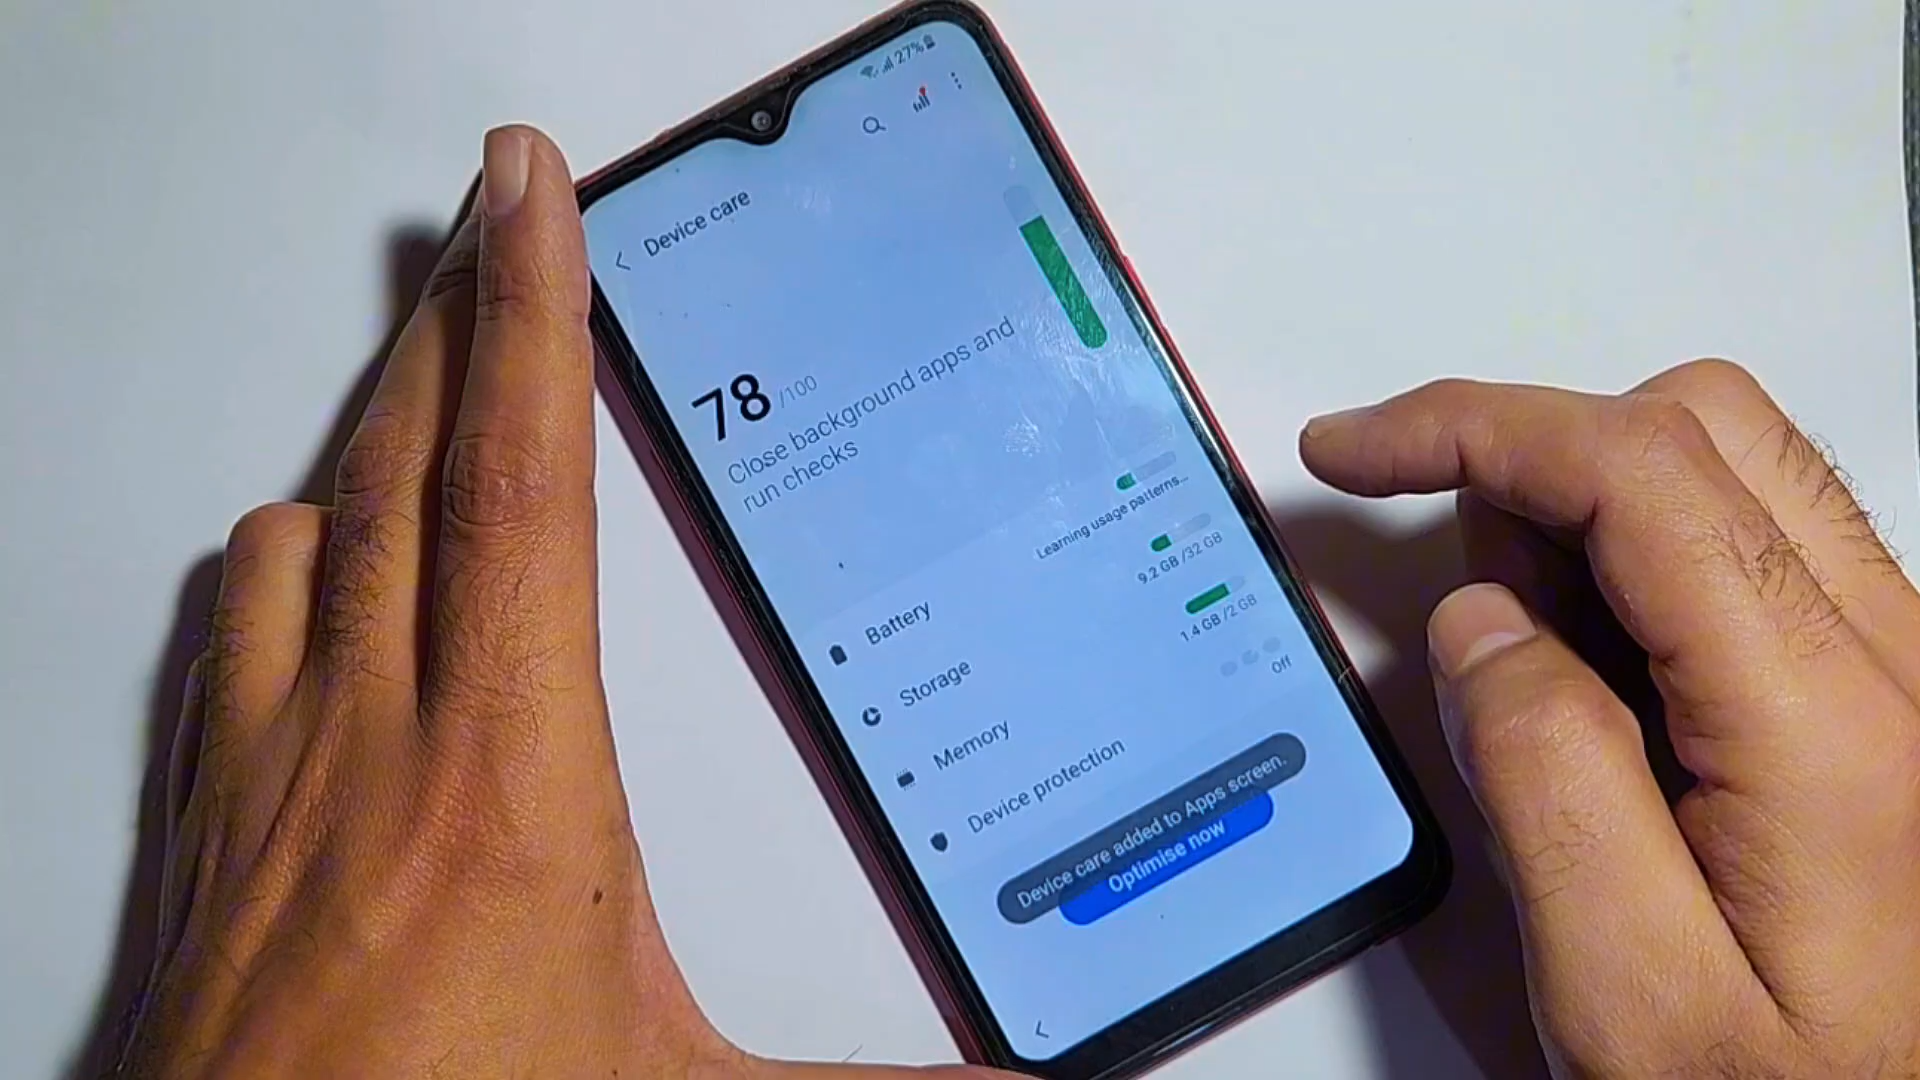 27%
Device care
78 /100
Close background apps and
run checks
Battery
Learning usage patterns...
Storage
9.2 GB /32 GB
Memory
1.4 GB /2 GB
Device protection
Off
Device care added to Apps screen.
Optimise now